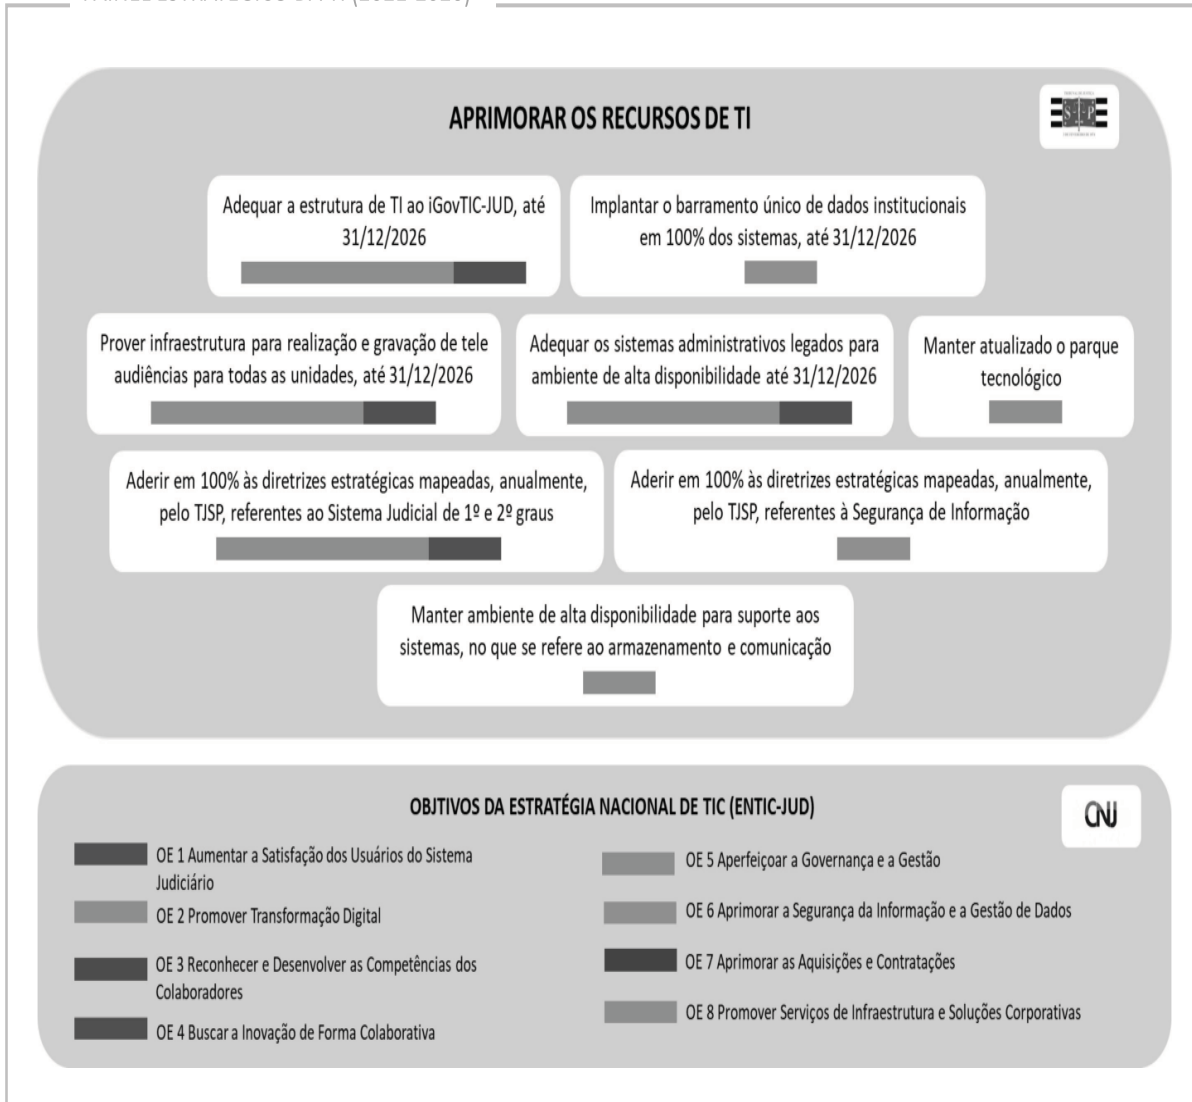 APRIMORAR OS RECURSOS DE TI
S P
Adequar a estrutura de TI ao iGovTIC-JUD, até
31/12/2026
Implantar o barramento único de dados institucionais
em 100% dos sistemas, até 31/12/2026
Prover infraestrutura para realização e gravação de tele
audiências para todas as unidades, até 31/12/2026
Adequar os sistemas administrativos legados para
ambiente de alta disponibilidade até 31/12/2026
Manter atualizado o parque
tecnológico
Aderir em 100% às diretrizes estratégicas mapeadas, anualmente,
pelo TJSP, referentes ao Sistema Judicial de 1º e 2º graus
Aderir em 100% às diretrizes estratégicas mapeadas, anualmente,
pelo TJSP, referentes à Segurança de Informação
Manter ambiente de alta disponibilidade para suporte aos
sistemas, no que se refere ao armazenamento e comunicação
OBJTIVOS DA ESTRATÉGIA NACIONAL DE TIC (ENTIC-JUD)
CNJ
OE 1 Aumentar a Satisfação dos Usuários do Sistema
Judiciário
OE 2 Promover Transformação Digital
OE 3 Reconhecer e Desenvolver as Competências dos
Colaboradores
OE 4 Buscar a Inovação de Forma Colaborativa
OE 5 Aperfeiçoar a Governança e a Gestão
OE 6 Aprimorar a Segurança da Informação e a Gestão de Dados
OE 7 Aprimorar as Aquisições e Contratações
OE 8 Promover Serviços de Infraestrutura e Soluções Corporativas